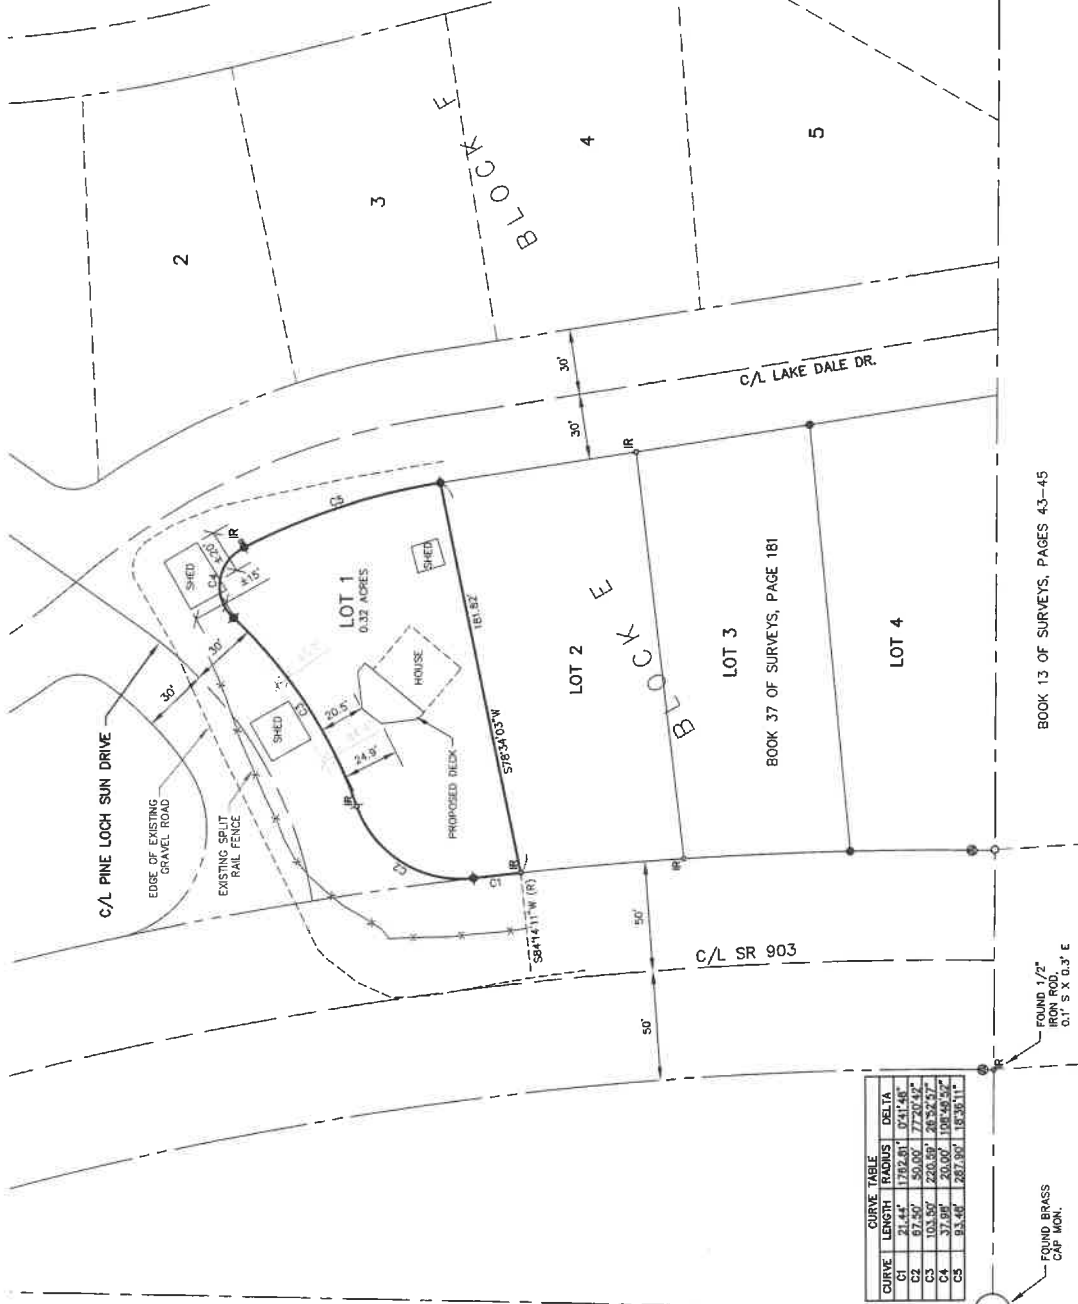 2
3
4
5
BLOCK F
C/L LAKE DALE DR.
30'
30'
C/L PINE LOCH SUN DRIVE
EDGE OF EXISTING
GRAVEL ROAD
EXISTING SPLIT
RAIL FENCE
30'
30'
SHED
±20'
±15'
IR
C4
C5
C3
C2
C1
SHED
SHED
LOT 1
0.32 ACRES
HOUSE
20.5'
24.9'
PROPOSED DECK
IR
IR
181.82'
S78°34'03"W
S84°14'11"W (R)
LOT 2
BLOCK E
IR
IR
LOT 3
BOOK 37 OF SURVEYS, PAGE 181
LOT 4
BOOK 13 OF SURVEYS, PAGES 43-45
50'
50'
C/L SR 903
FOUND 1/2"
IRON ROD,
0.1' S X 0.3' E
IR
FOUND BRASS
CAP MON.
CURVE TABLE
CURVE LENGTH RADIUS DELTA
C1 21.44' 1762.81' 0°41'48"
C2 67.50' 50.00' 77°20'42"
C3 103.50' 220.59' 26°52'57"
C4 37.98' 20.00' 108°48'52"
C5 93.48' 287.90' 18°36'11"